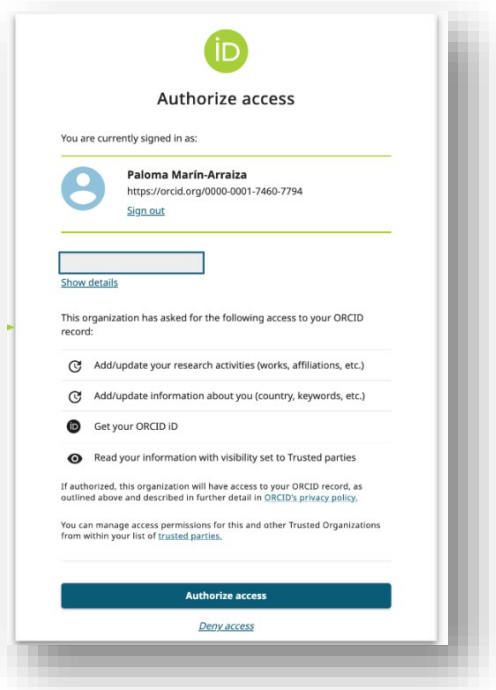 iD
Authorize access
You are currently signed in as:
Paloma Marín-Arraiza
https://orcid.org/0000-0001-7460-7794
Sign out
Show details
This organization has asked for the following access to your ORCID
record:
Add/update your research activities (works, affiliations, etc.)
Add/update information about you (country, keywords, etc.)
iD Get your ORCID iD
Read your information with visibility set to Trusted parties
If authorized, this organization will have access to your ORCID record, as
outlined above and described in further detail in ORCID's privacy policy.
You can manage access permissions for this and other Trusted Organizations
from within your list of trusted parties.
Authorize access
Deny access